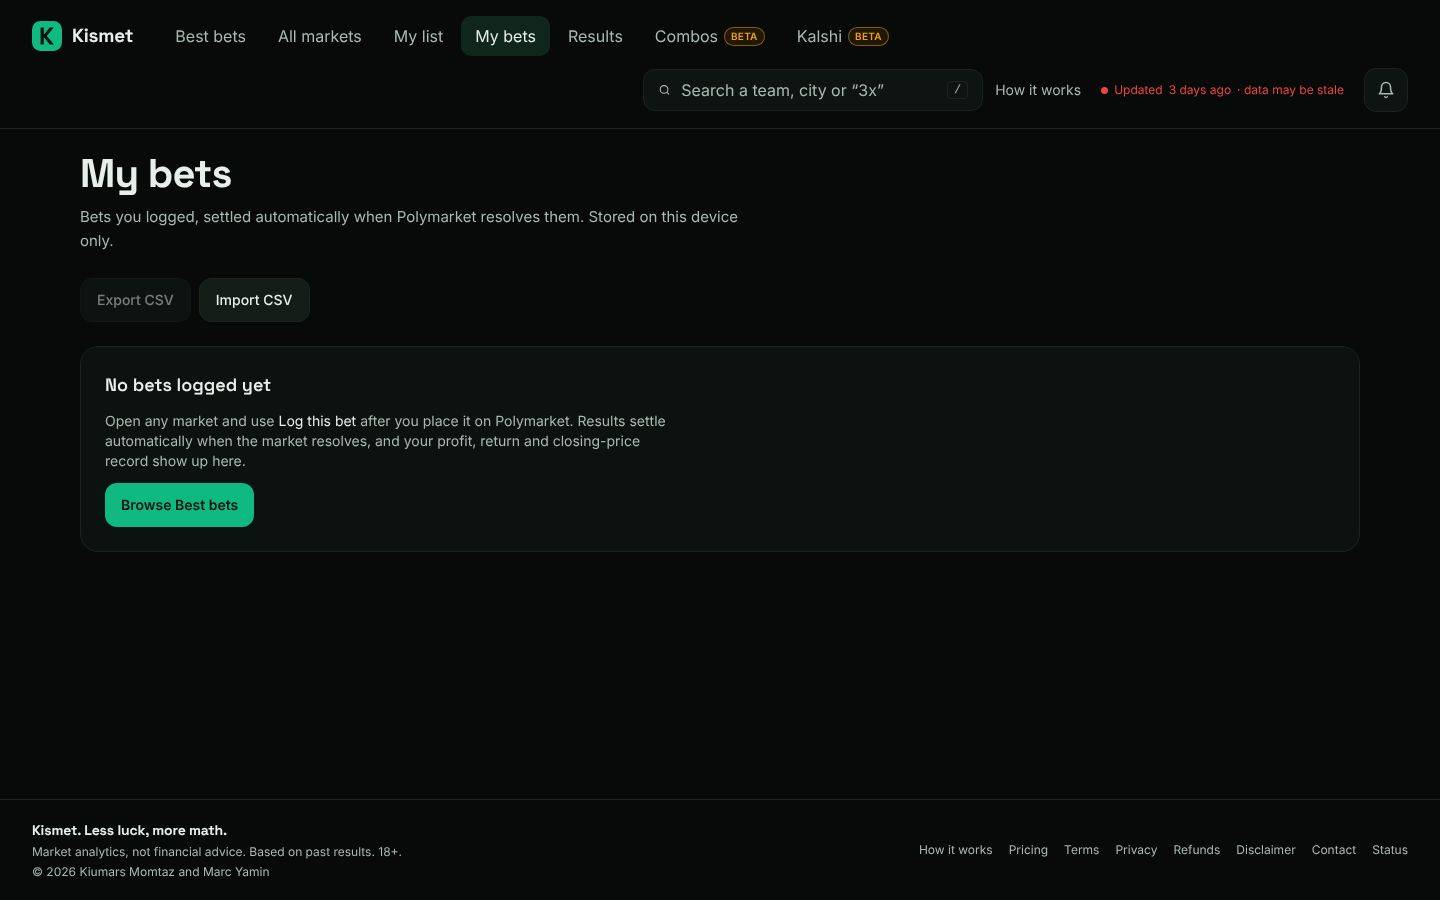 K Kismet Best bets All markets My list My bets Results Combos BETA Kalshi BETA
Search a team, city or “3x” / How it works Updated 3 days ago · data may be stale
My bets
Bets you logged, settled automatically when Polymarket resolves them. Stored on this device
only.
Export CSV Import CSV
No bets logged yet
Open any market and use Log this bet after you place it on Polymarket. Results settle
automatically when the market resolves, and your profit, return and closing-price
record show up here.
Browse Best bets
Kismet. Less luck, more math.
Market analytics, not financial advice. Based on past results. 18+.
© 2026 Kiumars Momtaz and Marc Yamin
How it works Pricing Terms Privacy Refunds Disclaimer Contact Status